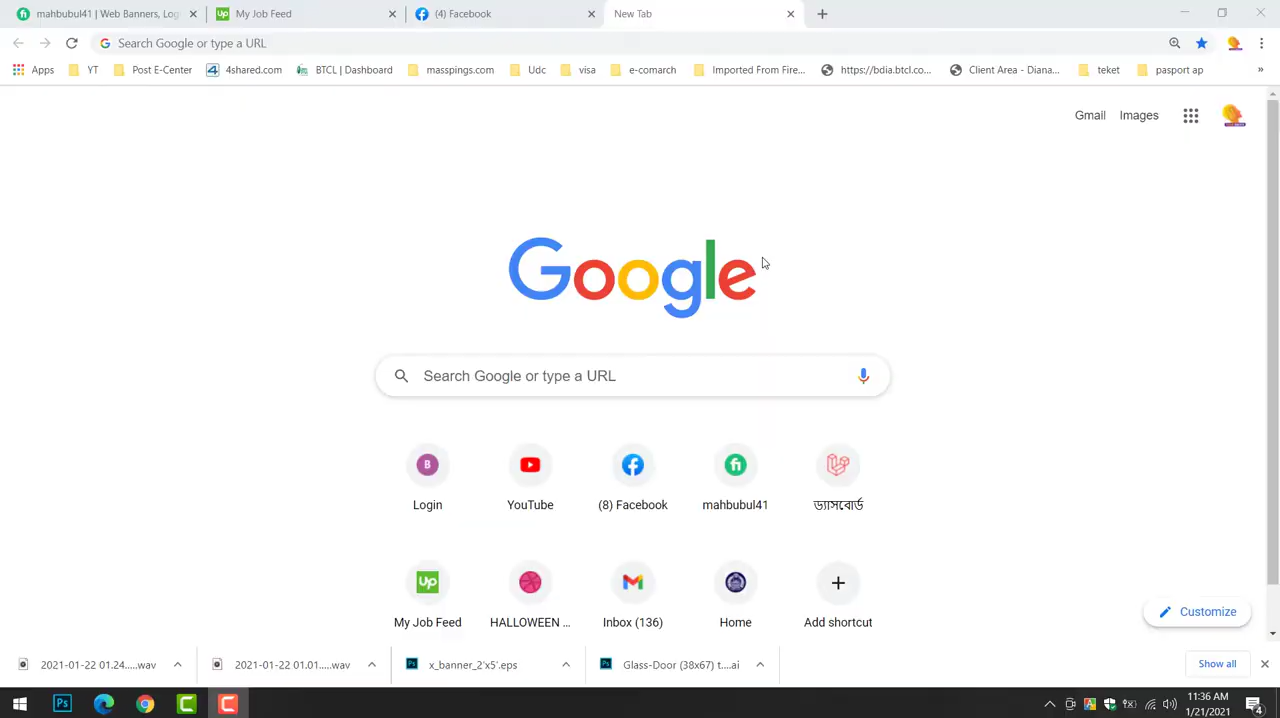 mahbubul41 | Web Banners, Log
My Job Feed
(4) Facebook
New Tab
Search Google or type a URL
Apps
YT
Post E-Center
4shared.com
BTCL | Dashboard
masspings.com
Udc
visa
e-comarch
Imported From Fire...
https://bdia.btcl.co...
Client Area - Diana...
teket
pasport ap
»
Gmail
Images
Google
Search Google or type a URL
B
Login
YouTube
(8) Facebook
mahbubul41
ড্যাসবোর্ড
Up
My Job Feed
HALLOWEEN ...
Inbox (136)
Home
Add shortcut
Customize
2021-01-22 01.24.....wav
2021-01-22 01.01.....wav
x_banner_2'x5'.eps
Glass-Door (38x67) t....ai
Show all
Ps
11:36 AM
1/21/2021
4